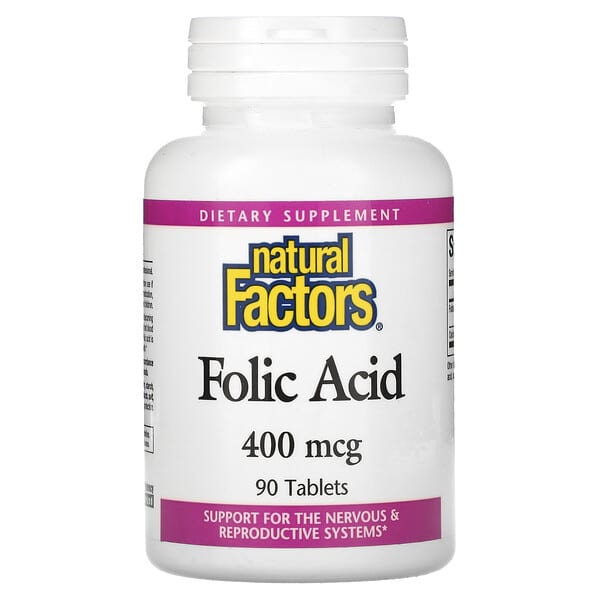 DIETARY SUPPLEMENT
natural
Factors®
Folic Acid
400 mcg
90 Tablets
SUPPORT FOR THE NERVOUS &
REPRODUCTIVE SYSTEMS*